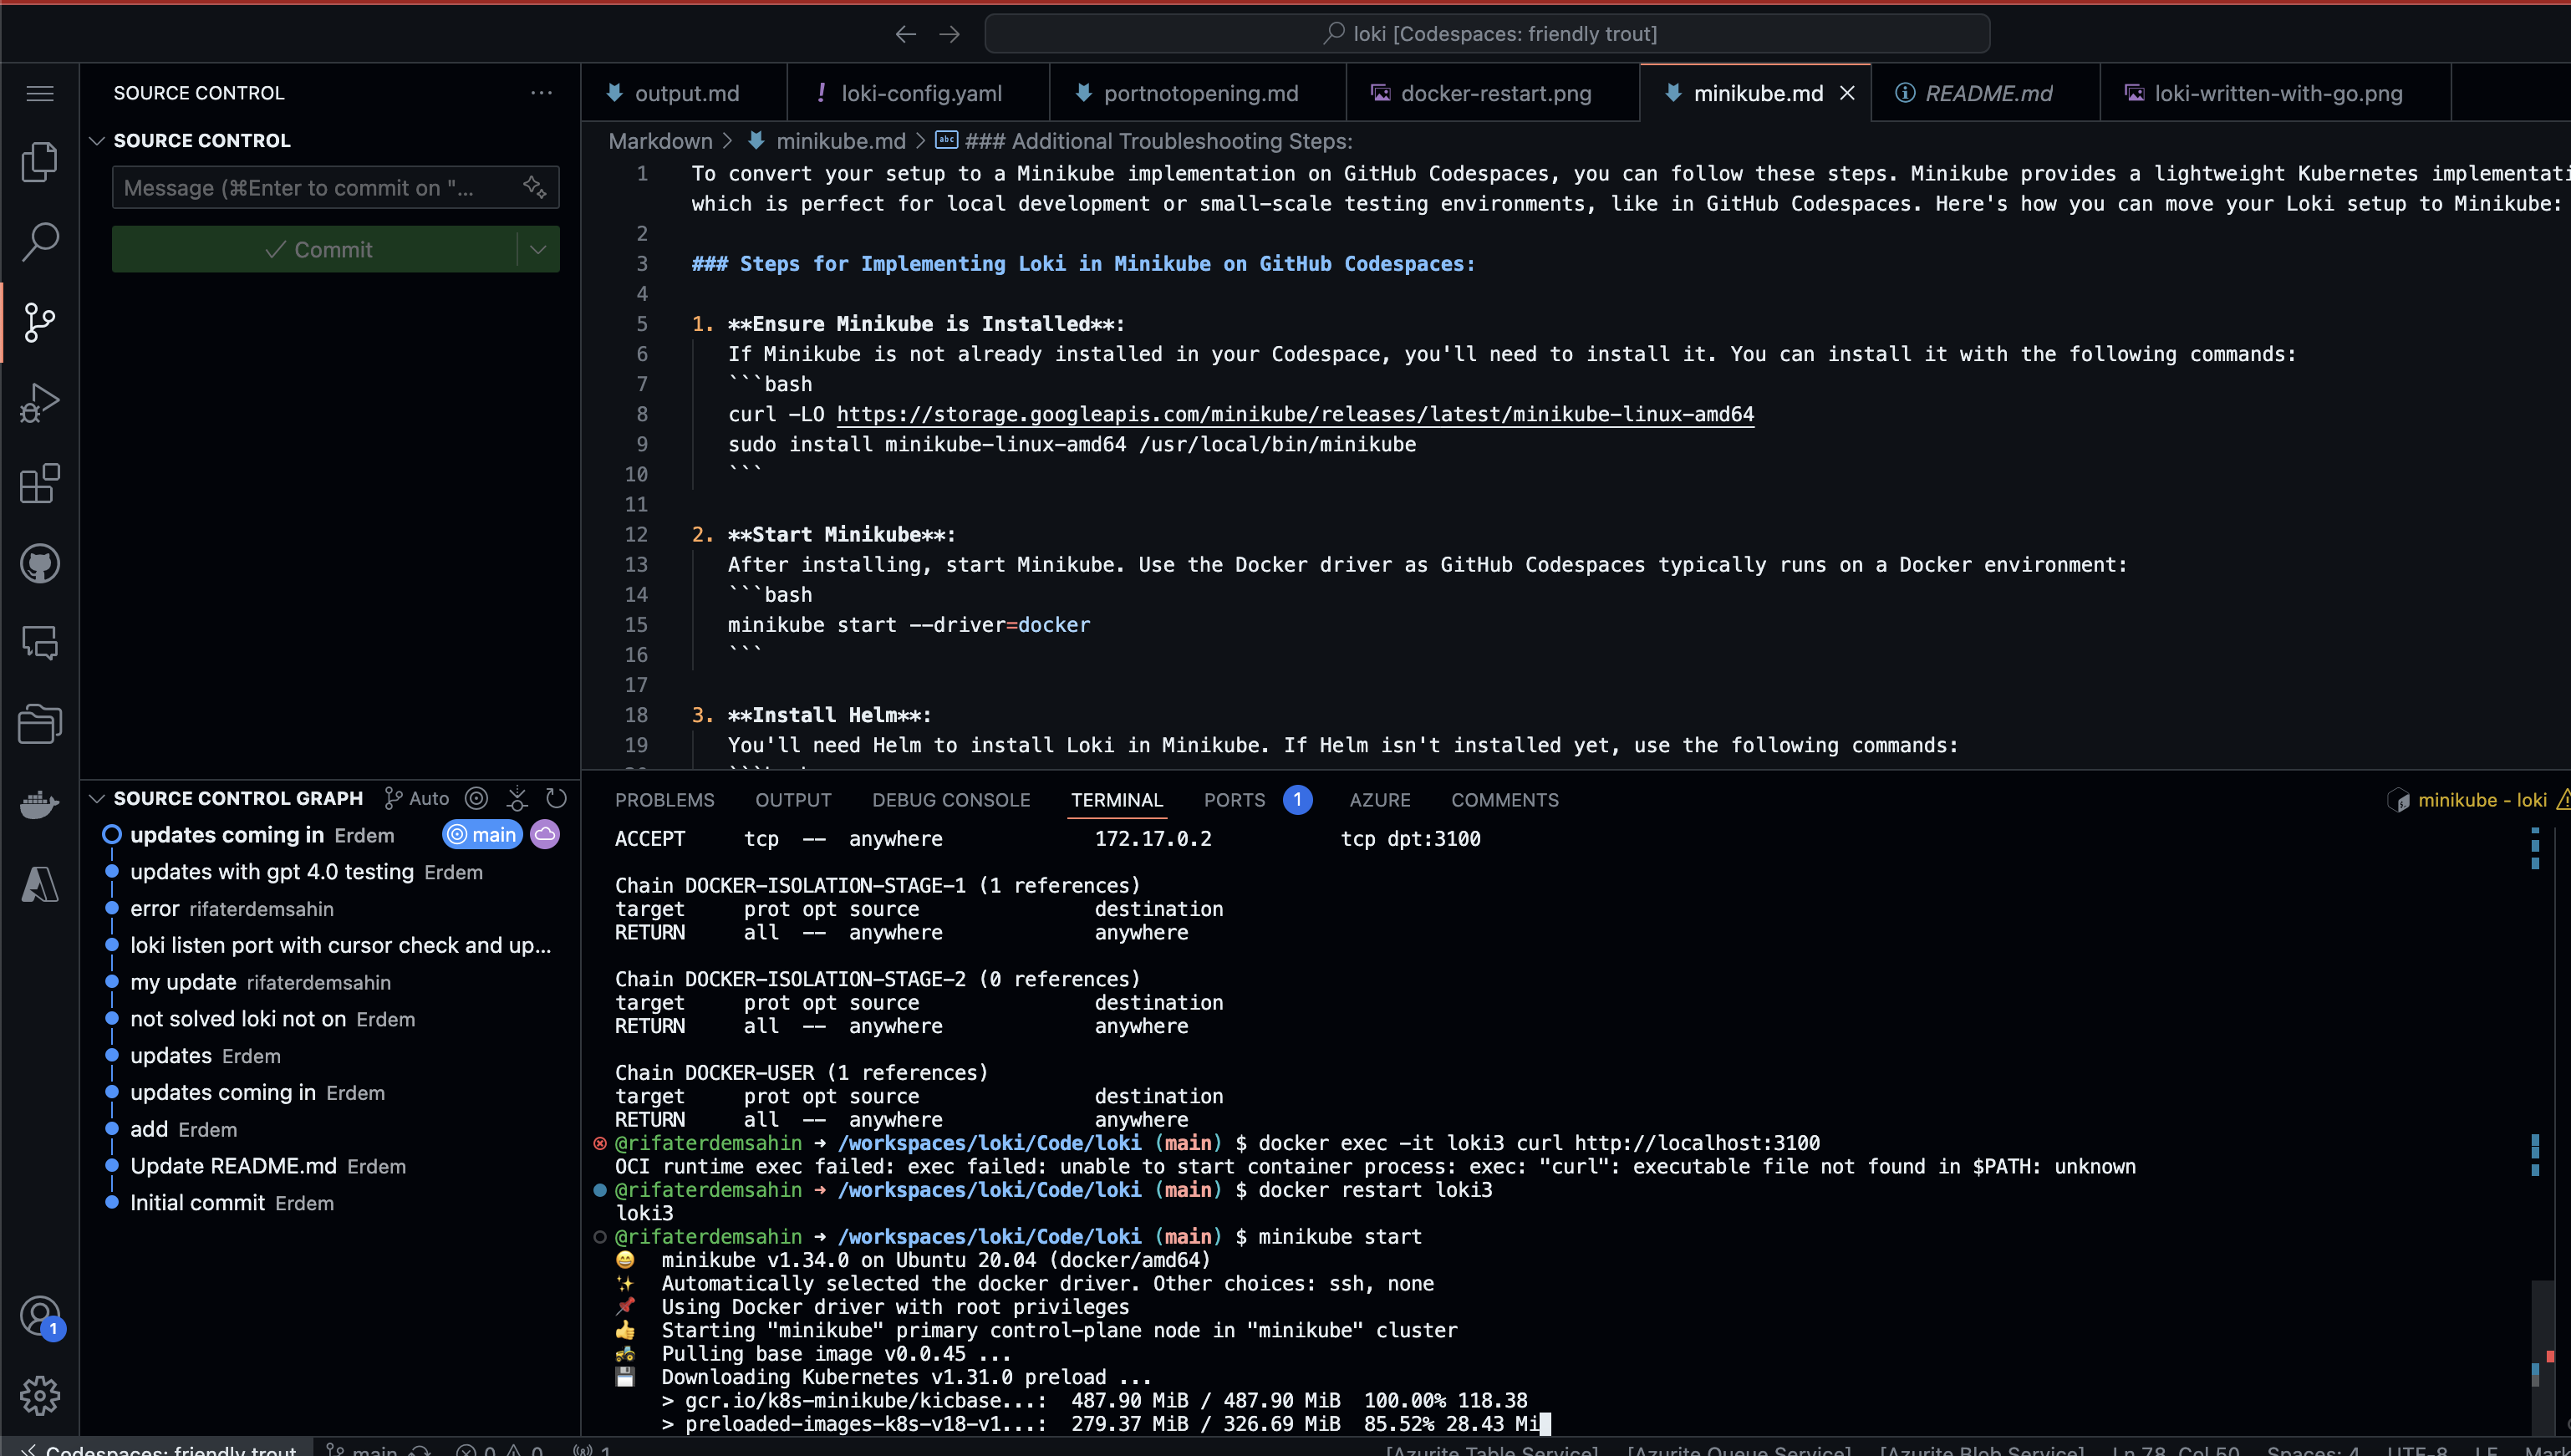 loki [Codespaces: friendly trout]
SOURCE CONTROL
SOURCE CONTROL
Message (⌘Enter to commit on "...
Commit
SOURCE CONTROL GRAPH Auto
updates coming in Erdem main
updates with gpt 4.0 testing Erdem
error rifaterdemsahin
loki listen port with cursor check and up...
my update rifaterdemsahin
not solved loki not on Erdem
updates Erdem
updates coming in Erdem
add Erdem
Update README.md Erdem
Initial commit Erdem
1
output.md
! loki-config.yaml
portnotopening.md
docker-restart.png
minikube.md
README.md
loki-written-with-go.png
Markdown > minikube.md > ### Additional Troubleshooting Steps:
1 To convert your setup to a Minikube implementation on GitHub Codespaces, you can follow these steps. Minikube provides a lightweight Kubernetes implementati
which is perfect for local development or small-scale testing environments, like in GitHub Codespaces. Here's how you can move your Loki setup to Minikube:
2
3 ### Steps for Implementing Loki in Minikube on GitHub Codespaces:
4
5 1. **Ensure Minikube is Installed**:
6 If Minikube is not already installed in your Codespace, you'll need to install it. You can install it with the following commands:
7 ```bash
8 curl -LO https://storage.googleapis.com/minikube/releases/latest/minikube-linux-amd64
9 sudo install minikube-linux-amd64 /usr/local/bin/minikube
10 ```
11
12 2. **Start Minikube**:
13 After installing, start Minikube. Use the Docker driver as GitHub Codespaces typically runs on a Docker environment:
14 ```bash
15 minikube start --driver=docker
16 ```
17
18 3. **Install Helm**:
19 You'll need Helm to install Loki in Minikube. If Helm isn't installed yet, use the following commands:
PROBLEMS OUTPUT DEBUG CONSOLE TERMINAL PORTS 1 AZURE COMMENTS
minikube - loki
ACCEPT tcp -- anywhere 172.17.0.2 tcp dpt:3100
Chain DOCKER-ISOLATION-STAGE-1 (1 references)
target prot opt source destination
RETURN all -- anywhere anywhere
Chain DOCKER-ISOLATION-STAGE-2 (0 references)
target prot opt source destination
RETURN all -- anywhere anywhere
Chain DOCKER-USER (1 references)
target prot opt source destination
RETURN all -- anywhere anywhere
@rifaterdemsahin → /workspaces/loki/Code/loki (main) $ docker exec -it loki3 curl http://localhost:3100
OCI runtime exec failed: exec failed: unable to start container process: exec: "curl": executable file not found in $PATH: unknown
@rifaterdemsahin → /workspaces/loki/Code/loki (main) $ docker restart loki3
loki3
@rifaterdemsahin → /workspaces/loki/Code/loki (main) $ minikube start
😄 minikube v1.34.0 on Ubuntu 20.04 (docker/amd64)
✨ Automatically selected the docker driver. Other choices: ssh, none
📌 Using Docker driver with root privileges
👍 Starting "minikube" primary control-plane node in "minikube" cluster
🚜 Pulling base image v0.0.45 ...
💾 Downloading Kubernetes v1.31.0 preload ...
> gcr.io/k8s-minikube/kicbase...: 487.90 MiB / 487.90 MiB 100.00% 118.38
> preloaded-images-k8s-v18-v1...: 279.37 MiB / 326.69 MiB 85.52% 28.43 Mi
Codespaces: friendly trout main 0 0 1 [Azurite Table Service] [Azurite Queue Service] [Azurite Blob Service] Ln 78, Col 50 Spaces: 4 UTF-8 LF